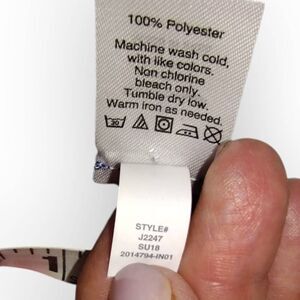 100% Polyester
Machine wash cold,
with like colors.
Non chlorine
bleach only.
Tumble dry low.
Warm iron as needed.
30
STYLE#
J2247
SU18
2014794-IN01